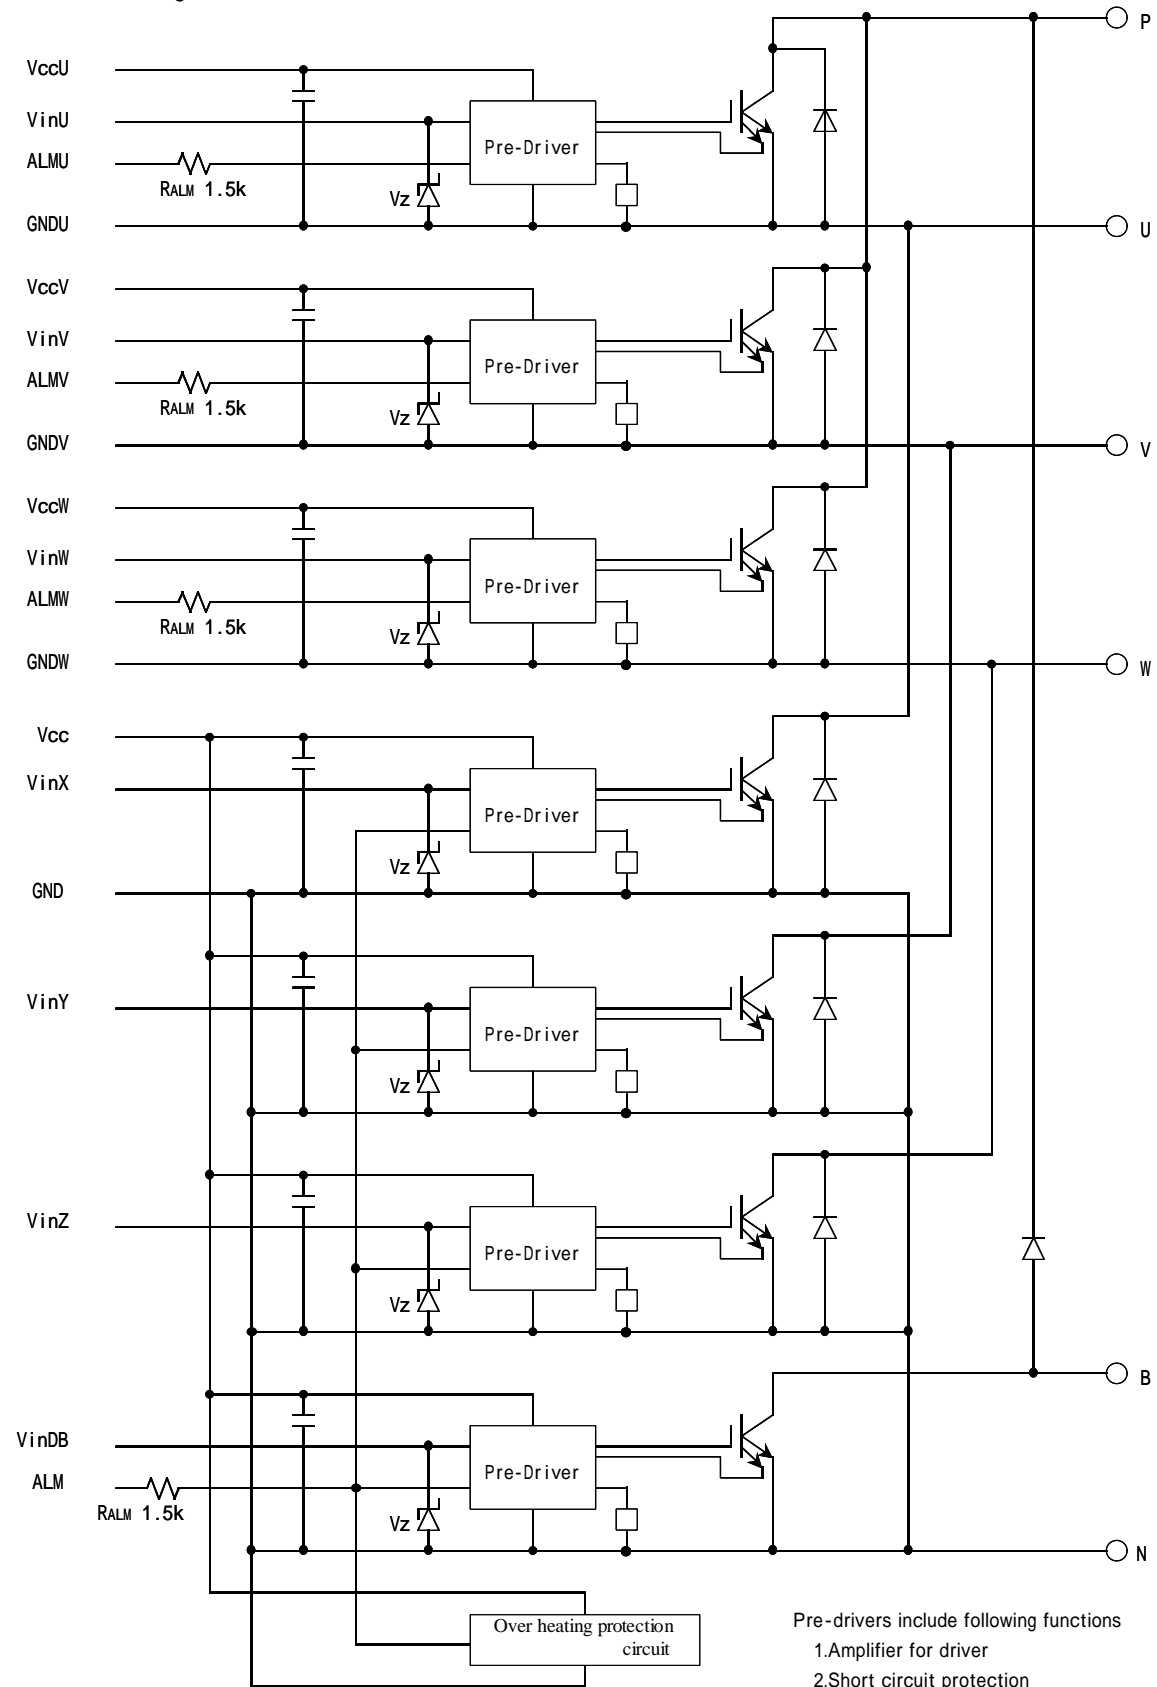 P
VccU
VinU
Pre-Driver
ALMU
RALM 1.5k
Vz
GNDU
U
VccV
VinV
Pre-Driver
ALMV
RALM 1.5k
Vz
GNDV
V
VccW
VinW
Pre-Driver
ALMW
RALM 1.5k
Vz
GNDW
W
Vcc
VinX
Pre-Driver
Vz
GND
VinY
Pre-Driver
Vz
VinZ
Pre-Driver
Vz
B
VinDB
Pre-Driver
ALM
RALM 1.5k
Vz
N
Over heating protection
circuit
Pre-drivers include following functions
1.Amplifier for driver
2.Short circuit protection